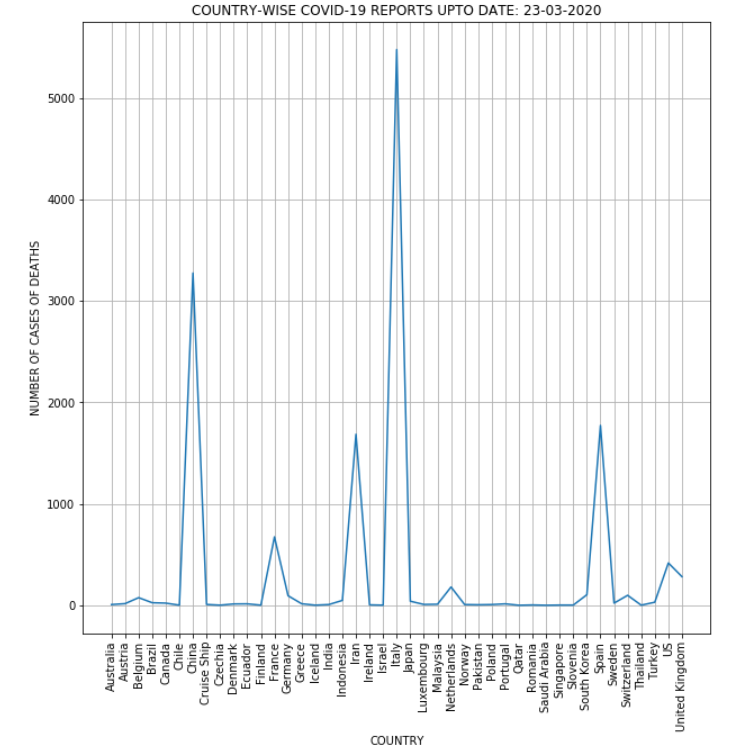 COUNTRY-WISE COVID-19 REPORTS UPTO DATE: 23-03-2020
NUMBER OF CASES OF DEATHS
5000
4000
3000
2000
1000
0
Australia
Austria
Belgium
Brazil
Canada
Chile
China
Cruise Ship
Czechia
Denmark
Ecuador
Finland
France
Germany
Greece
Iceland
India
Indonesia
Iran
Ireland
Israel
Italy
Japan
Luxembourg
Malaysia
Netherlands
Norway
Pakistan
Poland
Portugal
Qatar
Romania
Saudi Arabia
Singapore
Slovenia
South Korea
Spain
Sweden
Switzerland
Thailand
Turkey
US
United Kingdom
COUNTRY